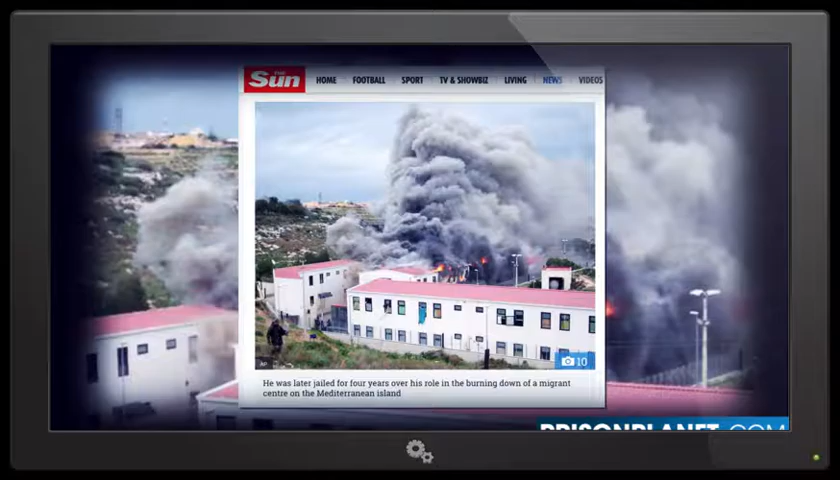 The Sun
HOME FOOTBALL SPORT TV & SHOWBIZ LIVING NEWS VIDEOS
AP
10
He was later jailed for four years over his role in the burning down of a migrant
centre on the Mediterranean island
PRISONPLANET.COM